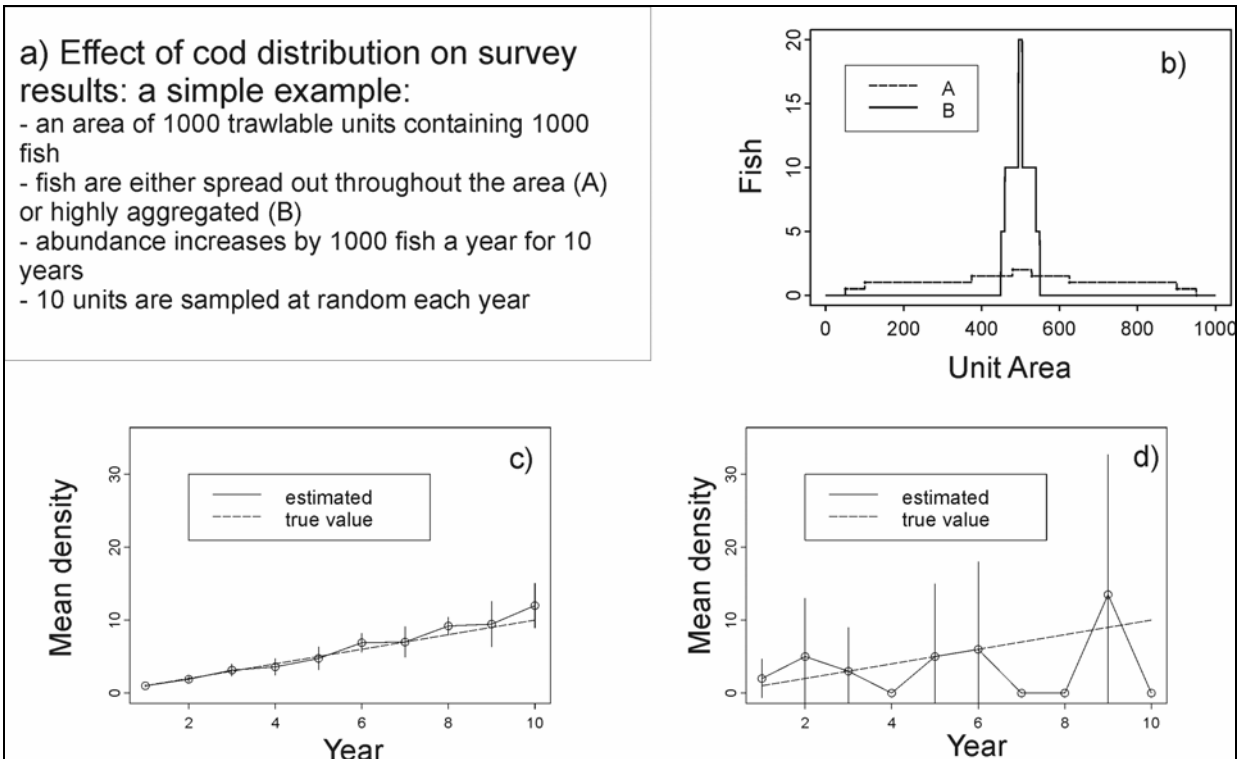 a) Effect of cod distribution on survey
results: a simple example:
- an area of 1000 trawlable units containing 1000
fish
- fish are either spread out throughout the area (A)
or highly aggregated (B)
- abundance increases by 1000 fish a year for 10
years
- 10 units are sampled at random each year
b)
A
B
Fish
20
15
10
5
0
0 200 400 600 800 1000
Unit Area
c)
estimated
true value
Mean density
30
20
10
0
2 4 6 8 10
Year
d)
estimated
true value
Mean density
30
20
10
0
2 4 6 8 10
Year